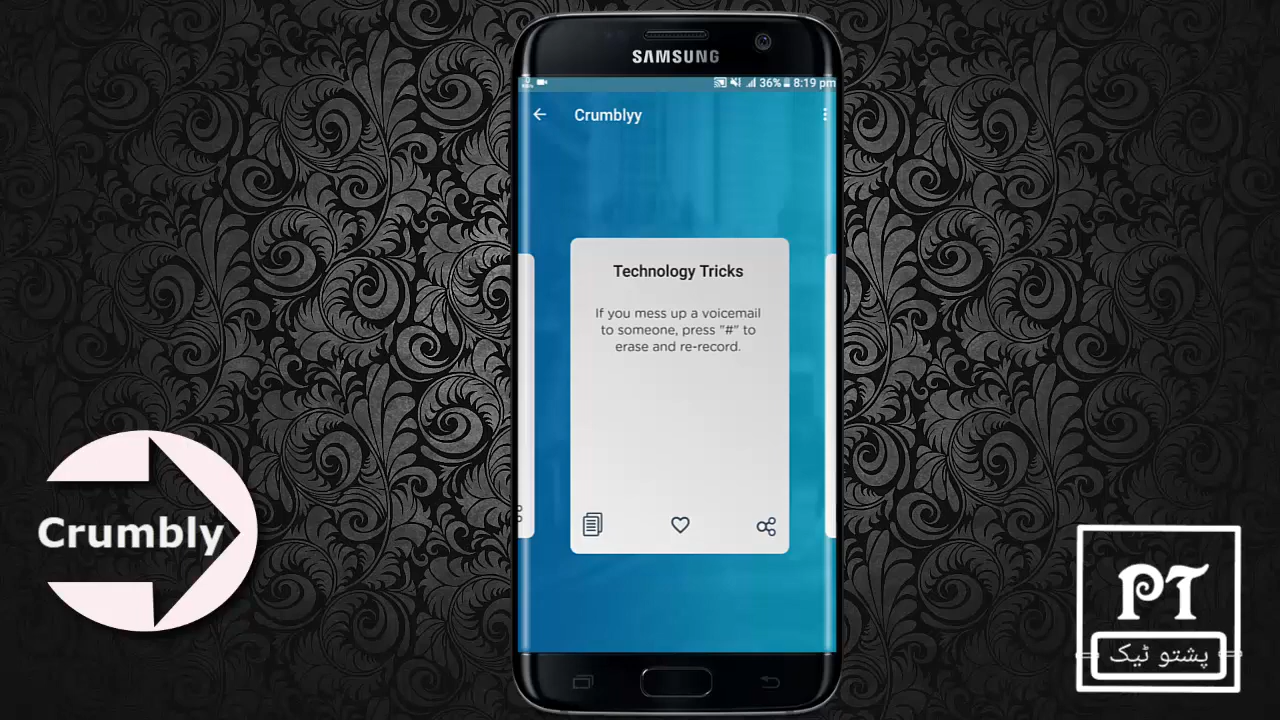 SAMSUNG
36% 8:19 pm
Crumblyy
Technology Tricks
If you mess up a voicemail
to someone, press "#" to
erase and re-record.
Crumbly
PT
پشتو ٹیک